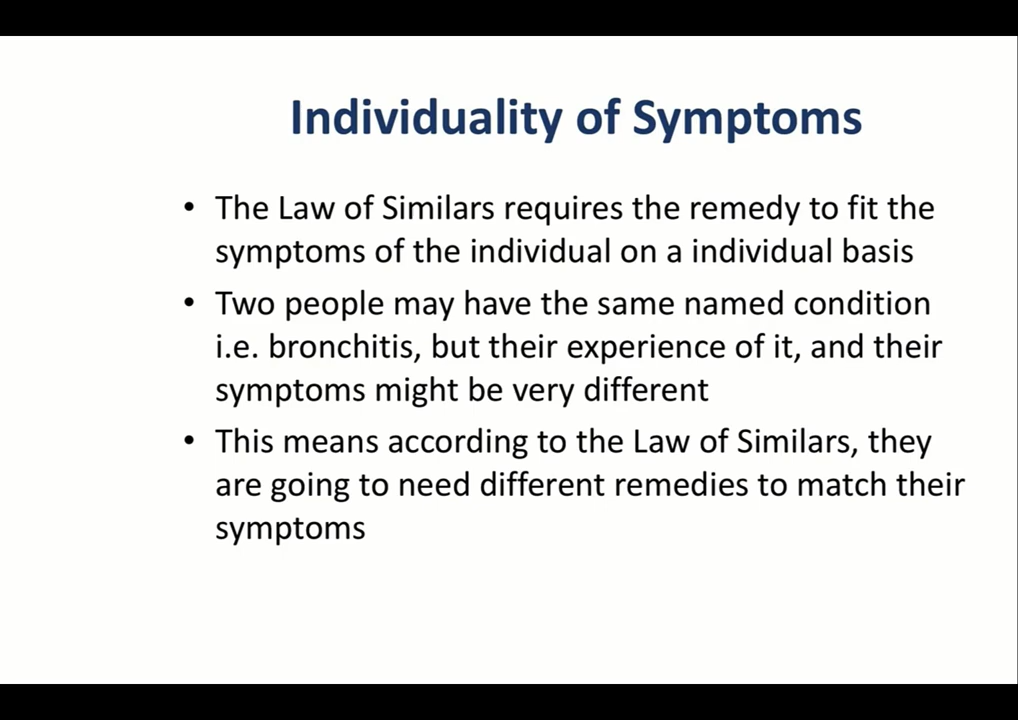 Individuality of Symptoms
• The Law of Similars requires the remedy to fit the
symptoms of the individual on a individual basis
• Two people may have the same named condition
i.e. bronchitis, but their experience of it, and their
symptoms might be very different
• This means according to the Law of Similars, they
are going to need different remedies to match their
symptoms